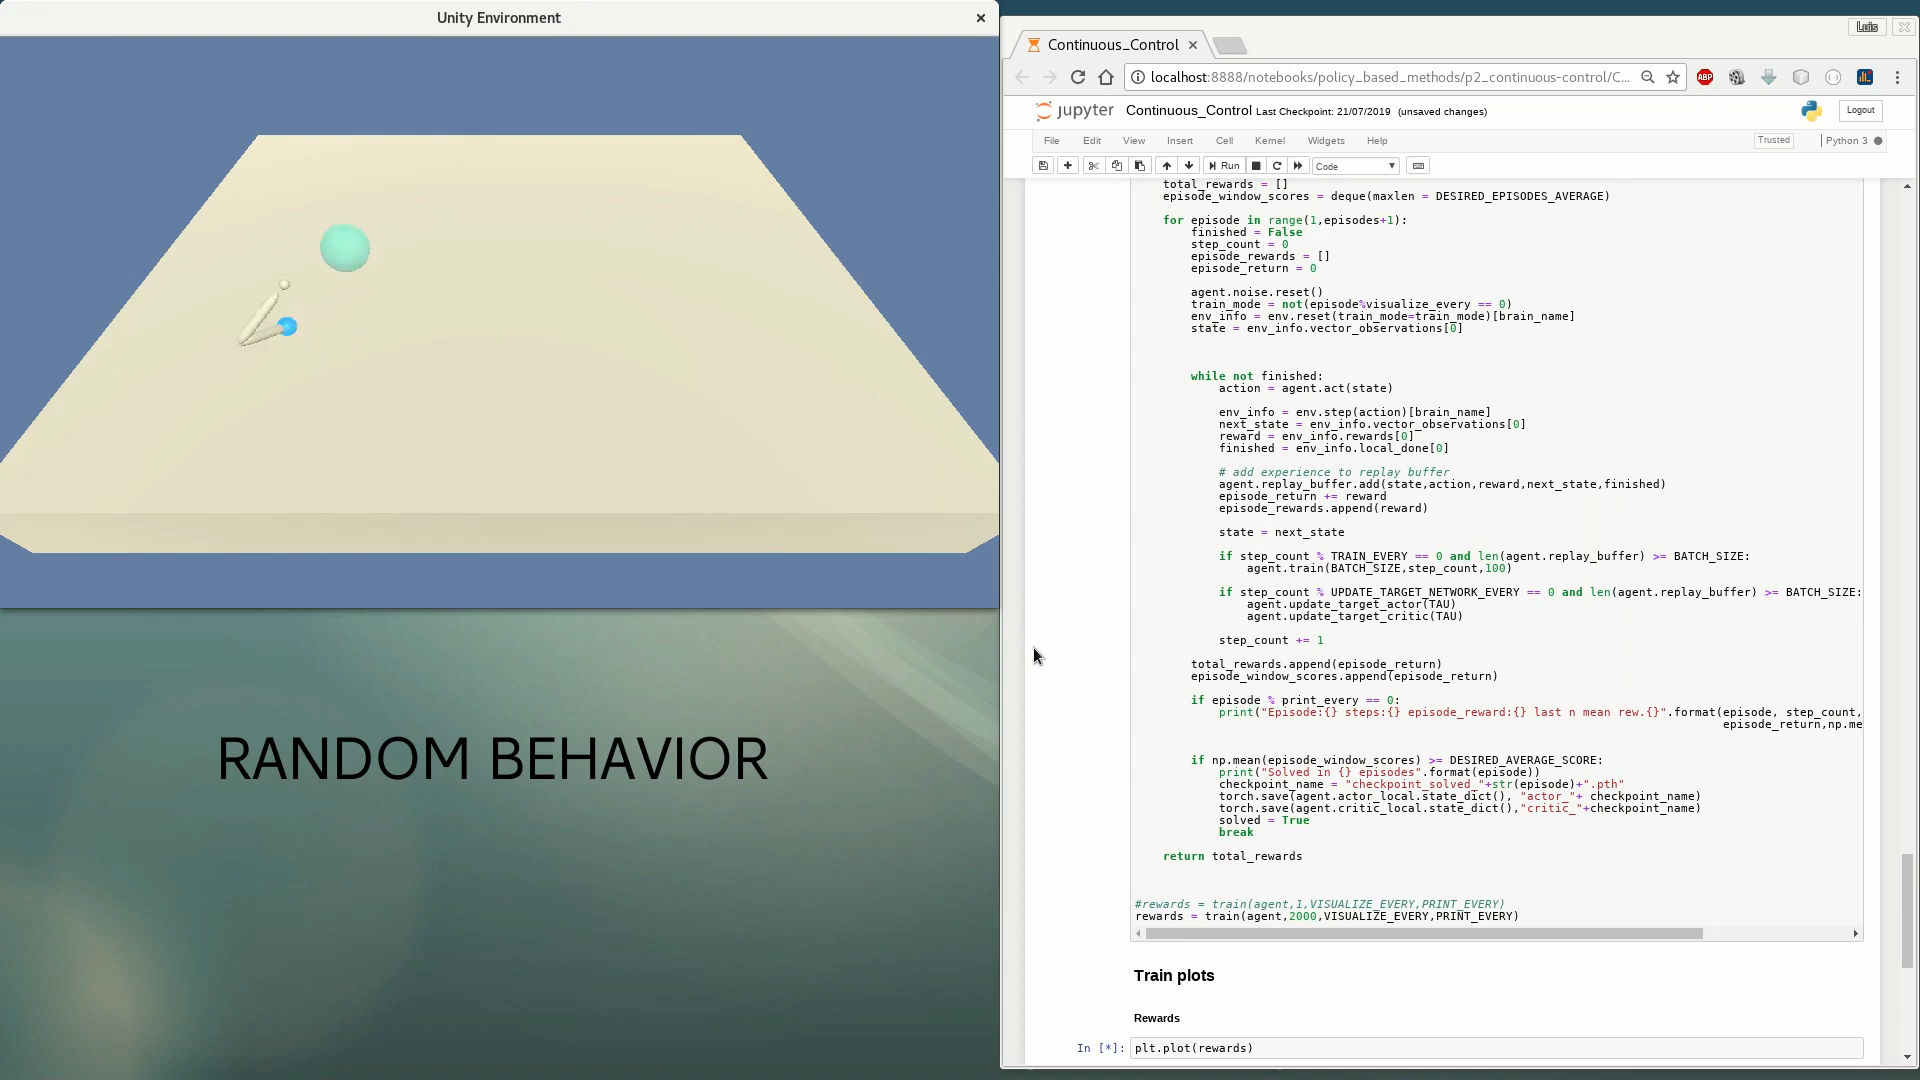 Unity Environment
RANDOM BEHAVIOR
Luis
Continuous_Control
localhost:8888/notebooks/policy_based_methods/p2_continuous-control/C...
ABP
jupyter Continuous_Control Last Checkpoint: 21/07/2019 (unsaved changes)
Logout
File Edit View Insert Cell Kernel Widgets Help
Trusted
Python 3
Run
Code
total_rewards = []
episode_window_scores = deque(maxlen = DESIRED_EPISODES_AVERAGE)
for episode in range(1,episodes+1):
finished = False
step_count = 0
episode_rewards = []
episode_return = 0
agent.noise.reset()
train_mode = not(episode%visualize_every == 0)
env_info = env.reset(train_mode=train_mode)[brain_name]
state = env_info.vector_observations[0]
while not finished:
action = agent.act(state)
env_info = env.step(action)[brain_name]
next_state = env_info.vector_observations[0]
reward = env_info.rewards[0]
finished = env_info.local_done[0]
# add experience to replay buffer
agent.replay_buffer.add(state,action,reward,next_state,finished)
episode_return += reward
episode_rewards.append(reward)
state = next_state
if step_count % TRAIN_EVERY == 0 and len(agent.replay_buffer) >= BATCH_SIZE:
agent.train(BATCH_SIZE,step_count,100)
if step_count % UPDATE_TARGET_NETWORK_EVERY == 0 and len(agent.replay_buffer) >= BATCH_SIZE:
agent.update_target_actor(TAU)
agent.update_target_critic(TAU)
step_count += 1
total_rewards.append(episode_return)
episode_window_scores.append(episode_return)
if episode % print_every == 0:
print("Episode:{} steps:{} episode_reward:{} last n mean rew.{}".format(episode, step_count,
episode_return,np.me
if np.mean(episode_window_scores) >= DESIRED_AVERAGE_SCORE:
print("Solved in {} episodes".format(episode))
checkpoint_name = "checkpoint_solved_"+str(episode)+".pth"
torch.save(agent.actor_local.state_dict(), "actor_"+ checkpoint_name)
torch.save(agent.critic_local.state_dict(),"critic_"+checkpoint_name)
solved = True
break
return total_rewards
#rewards = train(agent,1,VISUALIZE_EVERY,PRINT_EVERY)
rewards = train(agent,2000,VISUALIZE_EVERY,PRINT_EVERY)
Train plots
Rewards
In [*]: plt.plot(rewards)